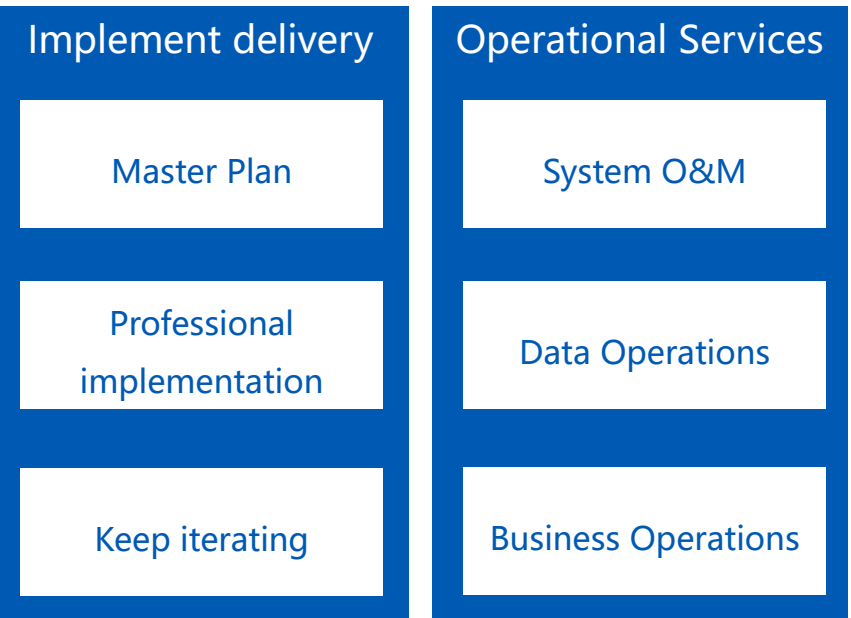 Implement delivery
Master Plan
Professional
implementation
Keep iterating
Operational Services
System O&M
Data Operations
Business Operations